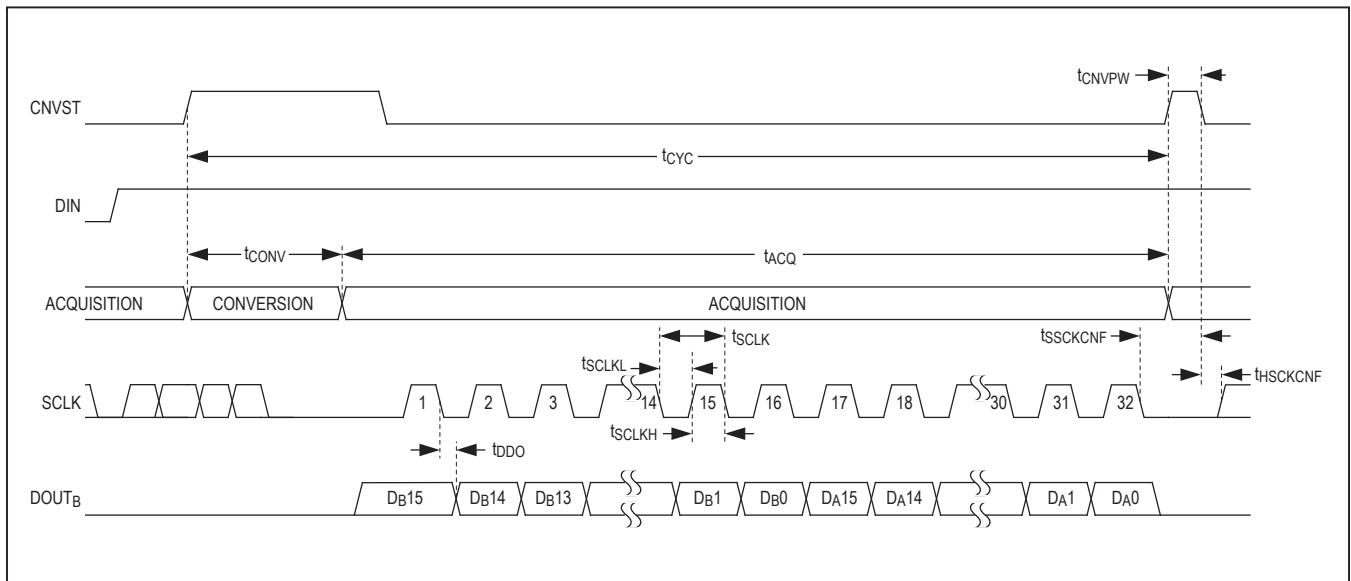 tCNVPW
CNVST
tCYC
DIN
tCONV
tACQ
ACQUISITION CONVERSION ACQUISITION
tSCLK
tSSCKCNF
tSCLKL
tHSCKCNF
SCLK 1 2 3 14 15 16 17 18 30 31 32
tSCLKH
tDDO
DOUTB DB15 DB14 DB13 DB1 DB0 DA15 DA14 DA1 DA0